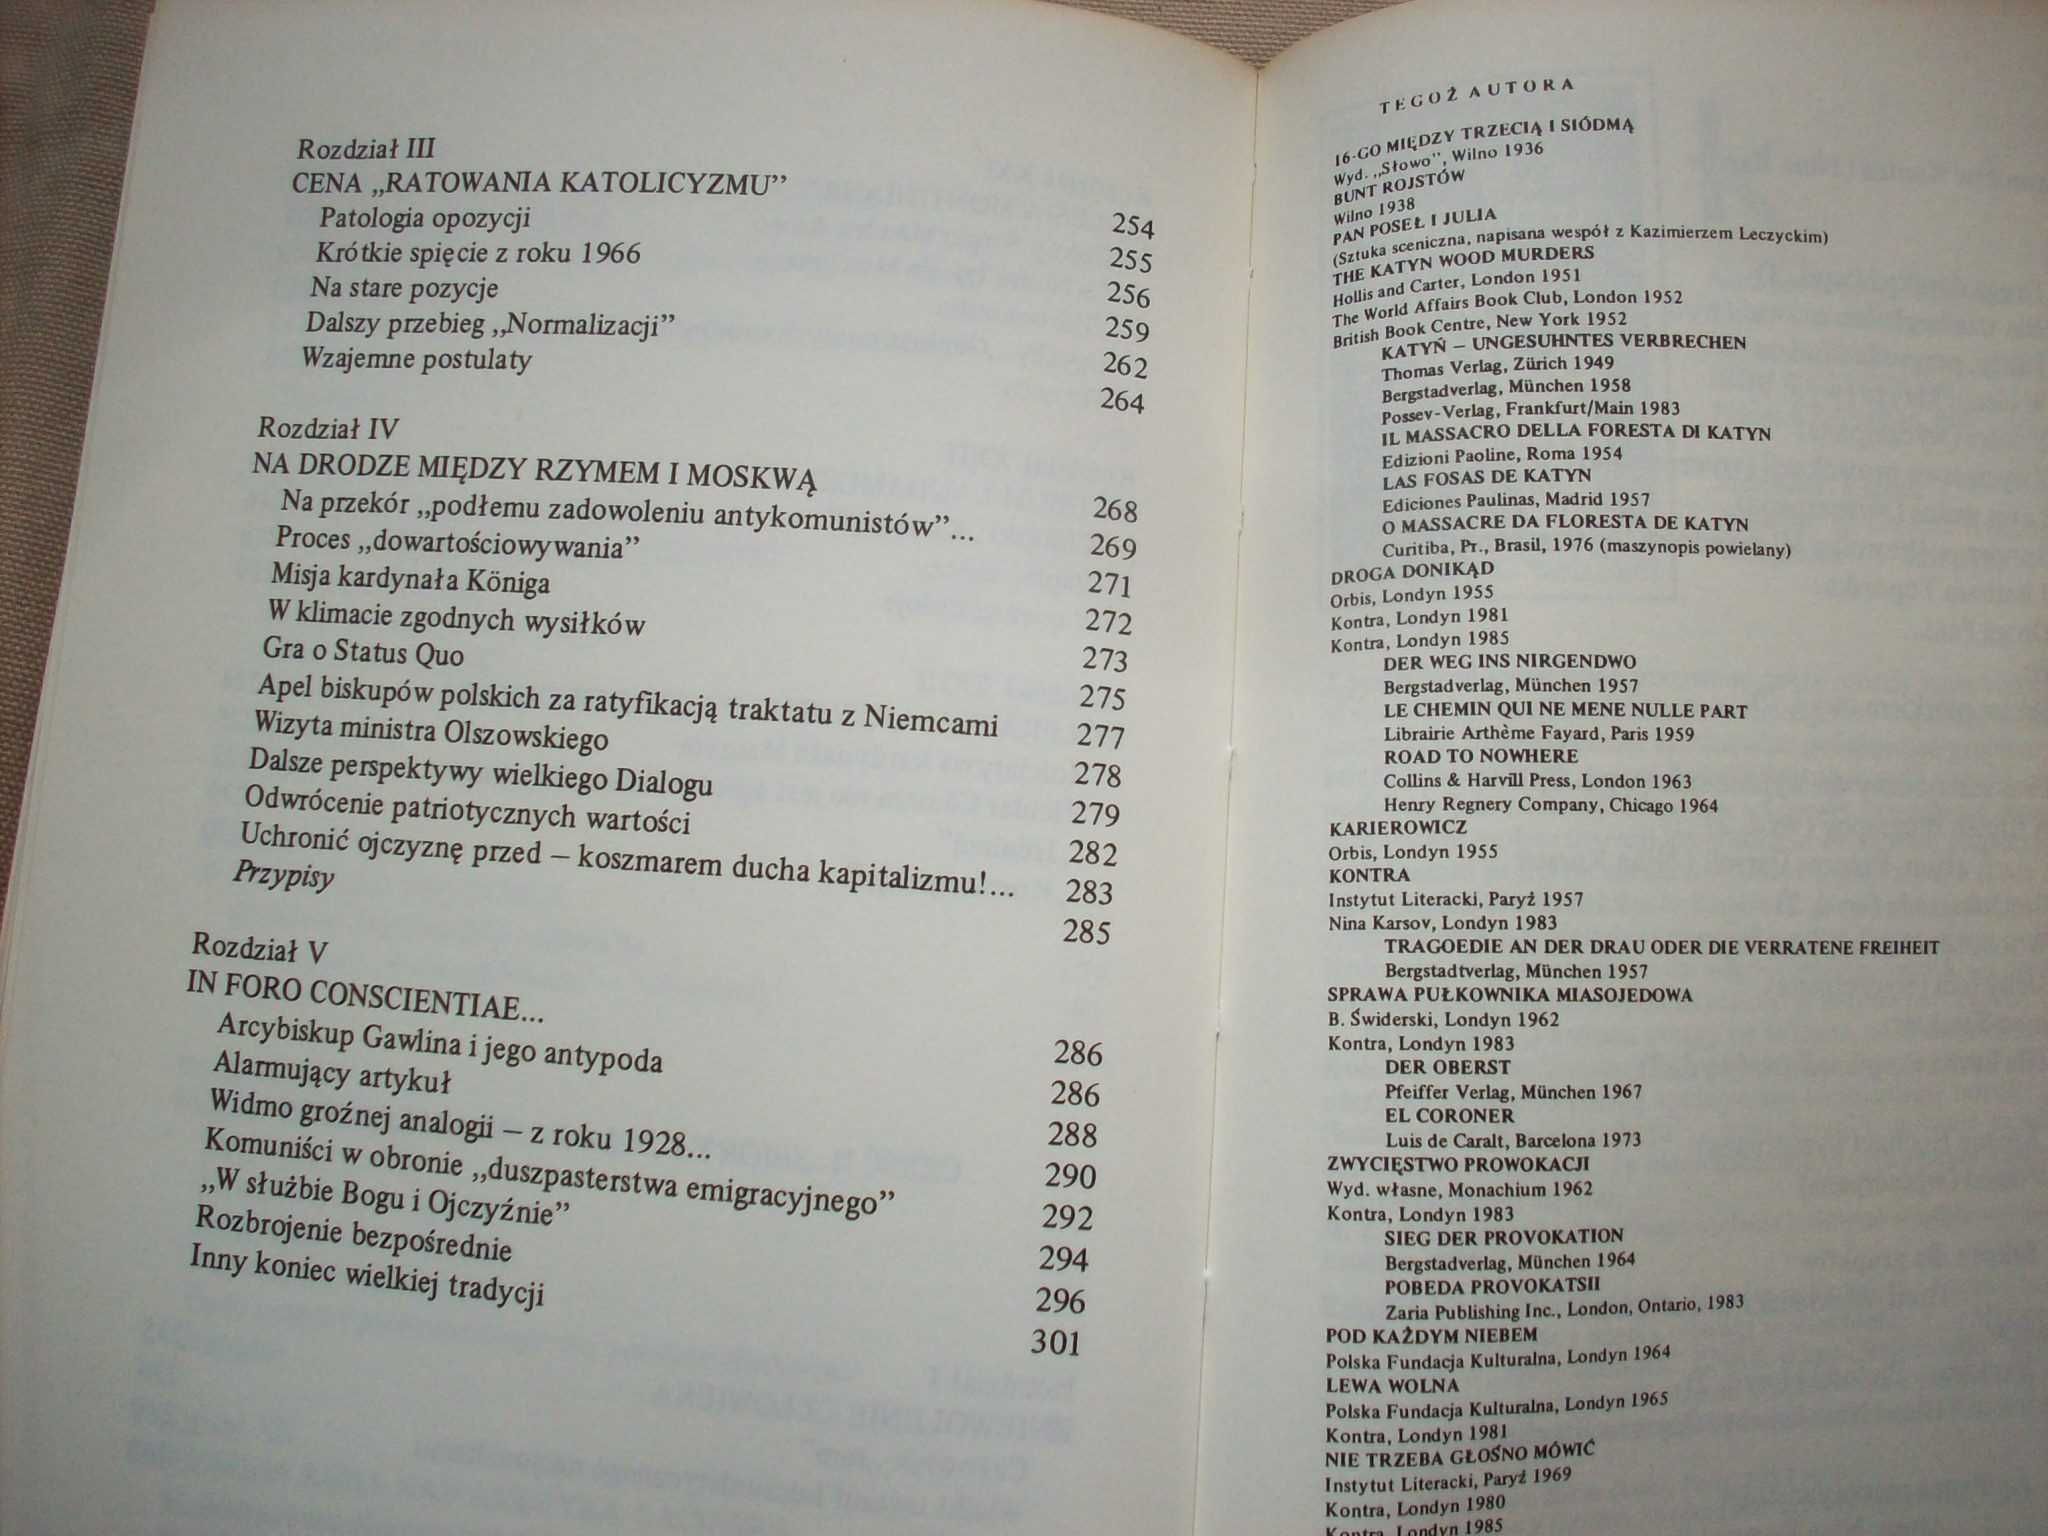 Rozdział III
CENA „RATOWANIA KATOLICYZMU” 254
Patologia opozycji 255
Krótkie spięcie z roku 1966 256
Na stare pozycje 259
Dalszy przebieg „Normalizacji” 262
Wzajemne postulaty 264
Rozdział IV
NA DRODZE MIĘDZY RZYMEM I MOSKWĄ 268
Na przekór „podłemu zadowoleniu antykomunistów”... 269
Proces „dowartościowywania” 271
Misja kardynała Königa 272
W klimacie zgodnych wysiłków 273
Gra o Status Quo 275
Apel biskupów polskich za ratyfikacją traktatu z Niemcami 277
Wizyta ministra Olszowskiego 278
Dalsze perspektywy wielkiego Dialogu 279
Odwrócenie patriotycznych wartości 282
Uchronić ojczyznę przed – koszmarem ducha kapitalizmu!... 283
Przypisy 285
Rozdział V
IN FORO CONSCIENTIAE... 286
Arcybiskup Gawlina i jego antypoda 286
Alarmujący artykuł 288
Widmo groźnej analogii – z roku 1928... 290
Komuniści w obronie „duszpasterstwa emigracyjnego” 292
„W służbie Bogu i Ojczyźnie” 294
Rozbrojenie bezpośrednie 296
Inny koniec wielkiej tradycji 301
TEGOŻ AUTORA
16-GO MIĘDZY TRZECIĄ I SIÓDMĄ
Wyd. „Słowo”, Wilno 1936
BUNT ROJSTÓW
Wilno 1938
PAN POSEŁ I JULIA
(Sztuka sceniczna, napisana wespół z Kazimierzem Leczyckim)
THE KATYN WOOD MURDERS
Hollis and Carter, London 1951
The World Affairs Book Club, London 1952
British Book Centre, New York 1952
KATYŃ – UNGESUHNTES VERBRECHEN
Thomas Verlag, Zürich 1949
Bergstadverlag, München 1958
Possev-Verlag, Frankfurt/Main 1983
IL MASSACRO DELLA FORESTA DI KATYN
Edizioni Paoline, Roma 1954
LAS FOSAS DE KATYN
Ediciones Paulinas, Madrid 1957
O MASSACRE DA FLORESTA DE KATYN
Curitiba, Pr., Brasil, 1976 (maszynopis powielany)
DROGA DONIKĄD
Orbis, Londyn 1955
Kontra, Londyn 1981
Kontra, Londyn 1985
DER WEG INS NIRGENDWO
Bergstadverlag, München 1957
LE CHEMIN QUI NE MENE NULLE PART
Librairie Arthème Fayard, Paris 1959
ROAD TO NOWHERE
Collins & Harvill Press, London 1963
Henry Regnery Company, Chicago 1964
KARIEROWICZ
Orbis, Londyn 1955
KONTRA
Instytut Literacki, Paryż 1957
Nina Karsov, Londyn 1983
TRAGOEDIE AN DER DRAU ODER DIE VERRATENE FREIHEIT
Bergstadtverlag, München 1957
SPRAWA PUŁKOWNIKA MIASOJEDOWA
B. Świderski, Londyn 1962
Kontra, Londyn 1983
DER OBERST
Pfeiffer Verlag, München 1967
EL CORONER
Luis de Caralt, Barcelona 1973
ZWYCIĘSTWO PROWOKACJI
Wyd. własne, Monachium 1962
Kontra, Londyn 1983
SIEG DER PROVOKATION
Bergstadverlag, München 1964
POBEDA PROVOKATSII
Zaria Publishing Inc., London, Ontario, 1983
POD KAŻDYM NIEBEM
Polska Fundacja Kulturalna, Londyn 1964
LEWA WOLNA
Polska Fundacja Kulturalna, Londyn 1965
Kontra, Londyn 1981
NIE TRZEBA GŁOŚNO MÓWIĆ
Instytut Literacki, Paryż 1969
Kontra, Londyn 1980
Kontra, Londyn 1985